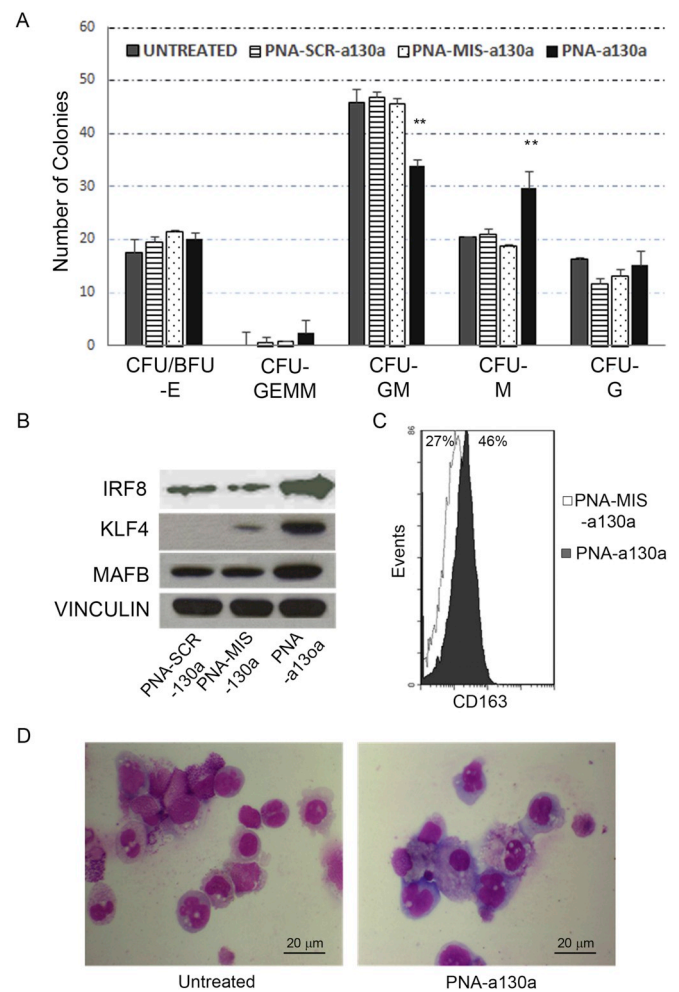 A
60
UNTREATED PNA-SCR-a130a PNA-MIS-a130a PNA-a130a
50
40
30
20
10
0
Number of Colonies
**
**
CFU/BFU
-E
CFU-
GEMM
CFU-
GM
CFU-
M
CFU-
G
B
IRF8
KLF4
MAFB
VINCULIN
PNA-SCR
-130a
PNA-MIS
-130a
PNA
-a13oa
C
86
27% 46%
Events
0
CD163
PNA-MIS
-a130a
PNA-a130a
D
20 μm
20 μm
Untreated
PNA-a130a